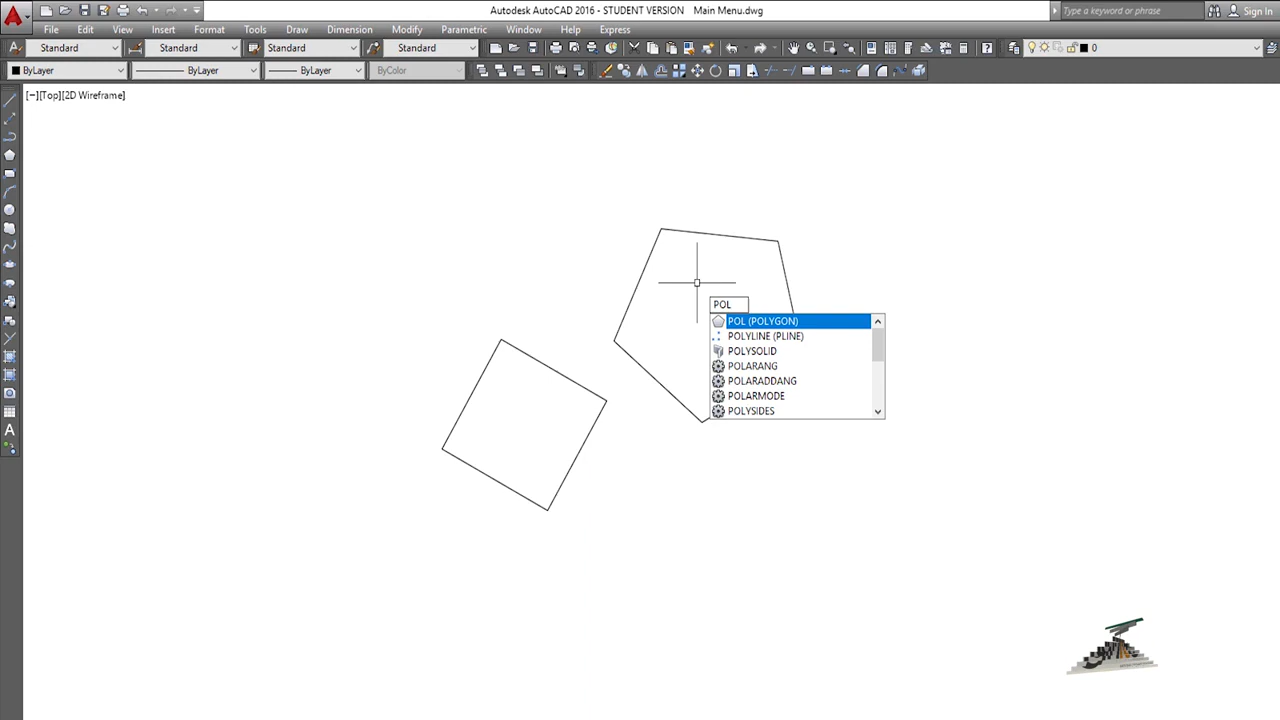 Autodesk AutoCAD 2016 - STUDENT VERSION Main Menu.dwg
Type a keyword or phrase
Sign In
File Edit View Insert Format Tools Draw Dimension Modify Parametric Window Help Express
Standard Standard Standard Standard 0
ByLayer ByLayer ByLayer ByColor
[−][Top][2D Wireframe]
POL
POL (POLYGON)
POLYLINE (PLINE)
POLYSOLID
POLARANG
POLARADDANG
POLARMODE
POLYSIDES